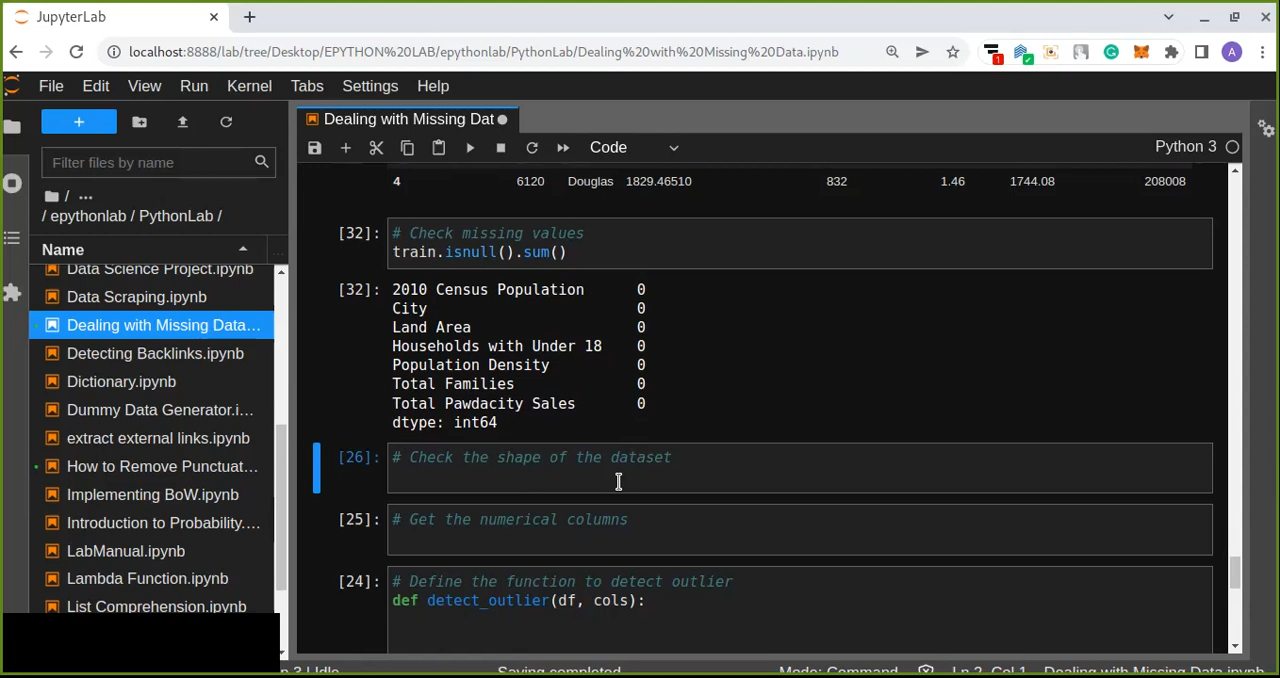 JupyterLab
localhost:8888/lab/tree/Desktop/EPYTHON%20LAB/epythonlab/PythonLab/Dealing%20with%20Missing%20Data.ipynb
1
A
File Edit View Run Kernel Tabs Settings Help
+
Filter files by name
/ ...
/ epythonlab / PythonLab /
Name
Data Science Project.ipynb
Data Scraping.ipynb
Dealing with Missing Data…
Detecting Backlinks.ipynb
Dictionary.ipynb
Dummy Data Generator.i…
extract external links.ipynb
How to Remove Punctuat…
Implementing BoW.ipynb
Introduction to Probability.…
LabManual.ipynb
Lambda Function.ipynb
List Comprehension.ipynb
Dealing with Missing Dat
Code
Python 3
4 6120 Douglas 1829.46510 832 1.46 1744.08 208008
[32]: # Check missing values
train.isnull().sum()
[32]: 2010 Census Population 0
City 0
Land Area 0
Households with Under 18 0
Population Density 0
Total Families 0
Total Pawdacity Sales 0
dtype: int64
[26]: # Check the shape of the dataset
[25]: # Get the numerical columns
[24]: # Define the function to detect outlier
def detect_outlier(df, cols):
3 | Idle Saving completed Mode: Command Ln 2, Col 1 Dealing with Missing Data.ipynb